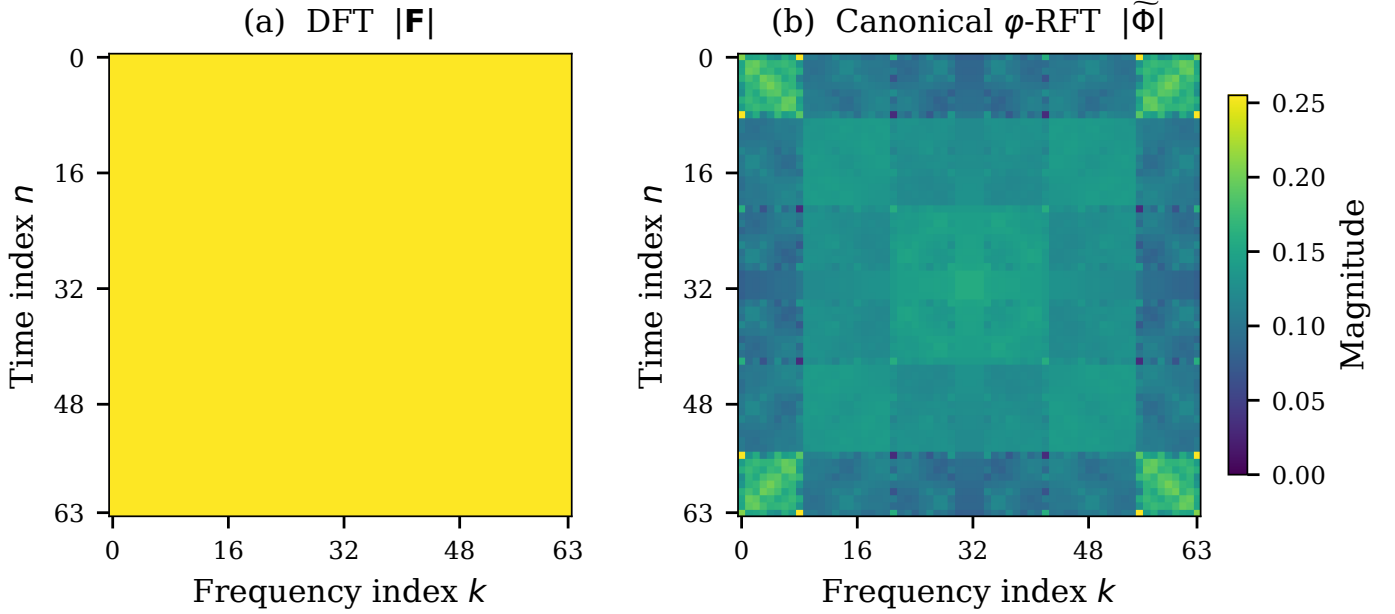 (a) DFT |F|
0
16
32
48
63
Time index n
0 16 32 48 63
Frequency index k
(b) Canonical φ-RFT |Φ̃|
0
16
32
48
63
Time index n
0 16 32 48 63
Frequency index k
0.25
0.20
0.15
0.10
0.05
0.00
Magnitude